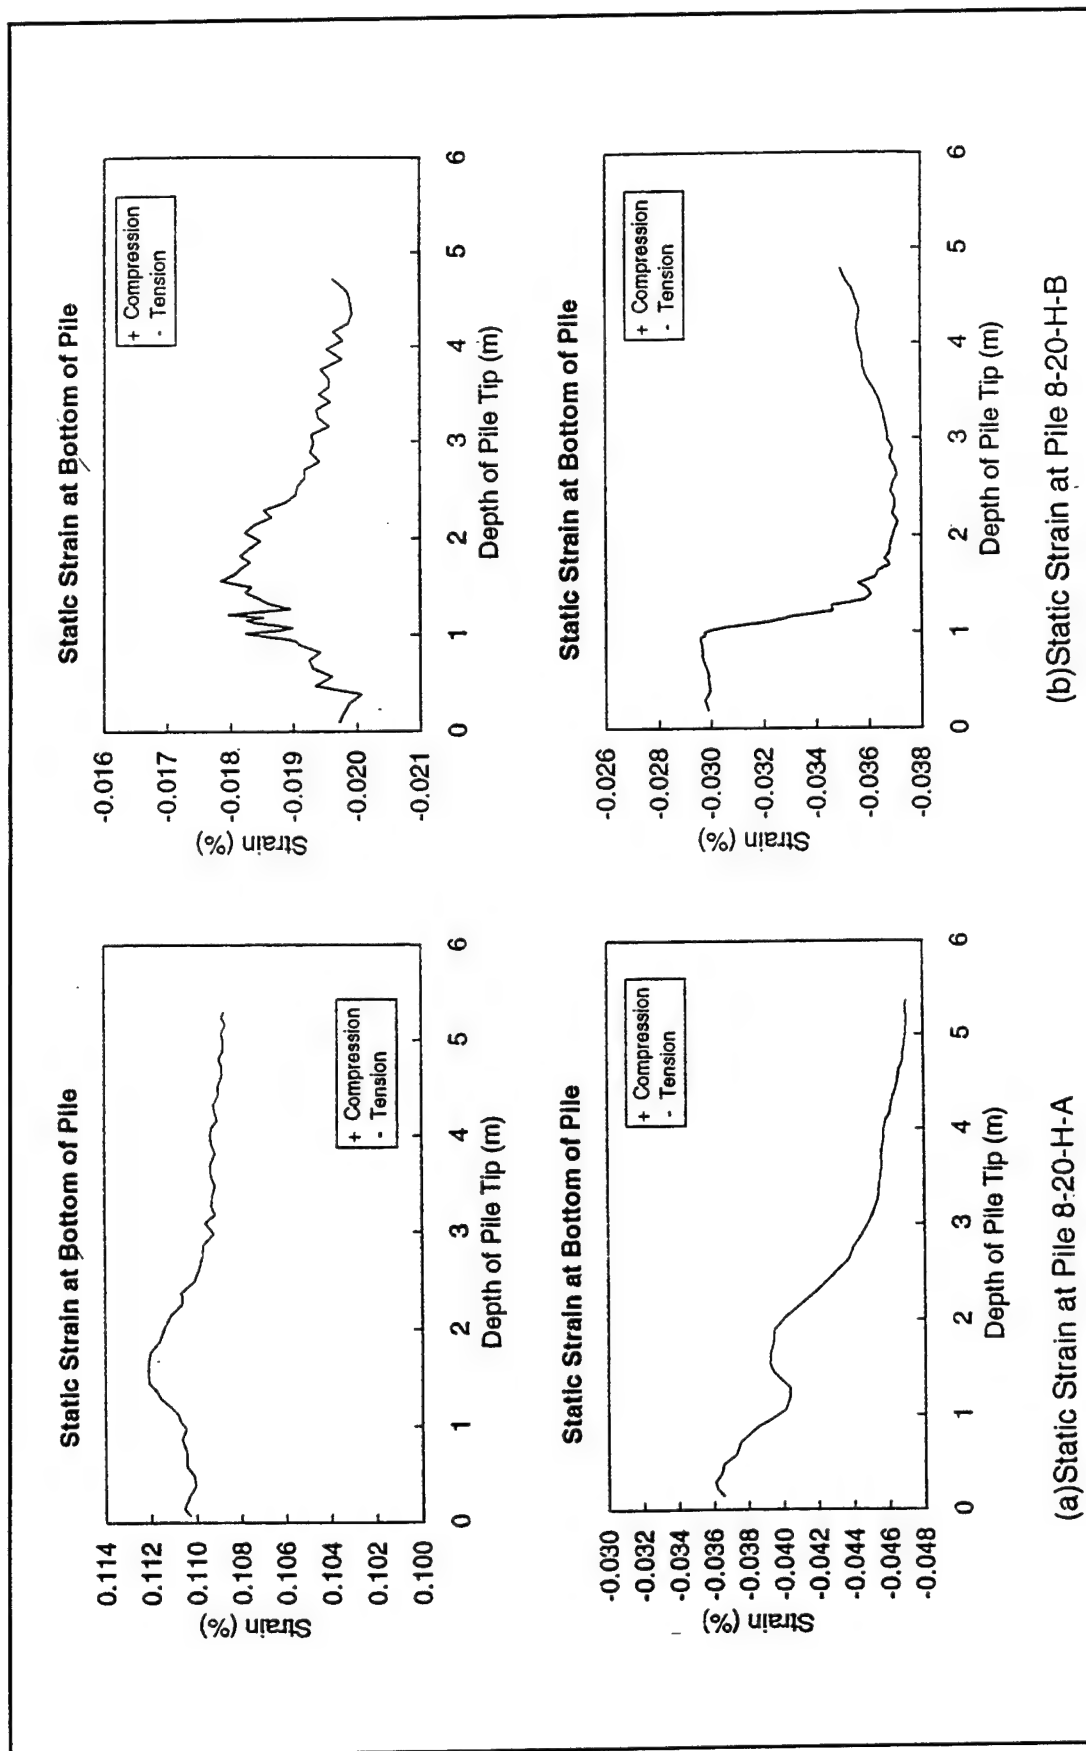 Static Strain at Bottom of Pile
0.114
0.112
0.110
0.108
0.106
0.104
0.102
0.100
Strain (%)
+ Compression
- Tension
0 1 2 3 4 5 6
Depth of Pile Tip (m)
Static Strain at Bottom of Pile
-0.016
-0.017
-0.018
-0.019
-0.020
-0.021
Strain (%)
+ Compression
- Tension
0 1 2 3 4 5 6
Depth of Pile Tip (m)
Static Strain at Bottom of Pile
-0.030
-0.032
-0.034
-0.036
-0.038
-0.040
-0.042
-0.044
-0.046
-0.048
Strain (%)
+ Compression
- Tension
0 1 2 3 4 5 6
Depth of Pile Tip (m)
Static Strain at Bottom of Pile
-0.026
-0.028
-0.030
-0.032
-0.034
-0.036
-0.038
Strain (%)
+ Compression
- Tension
0 1 2 3 4 5 6
Depth of Pile Tip (m)
(a)Static Strain at Pile 8-20-H-A
(b)Static Strain at Pile 8-20-H-B